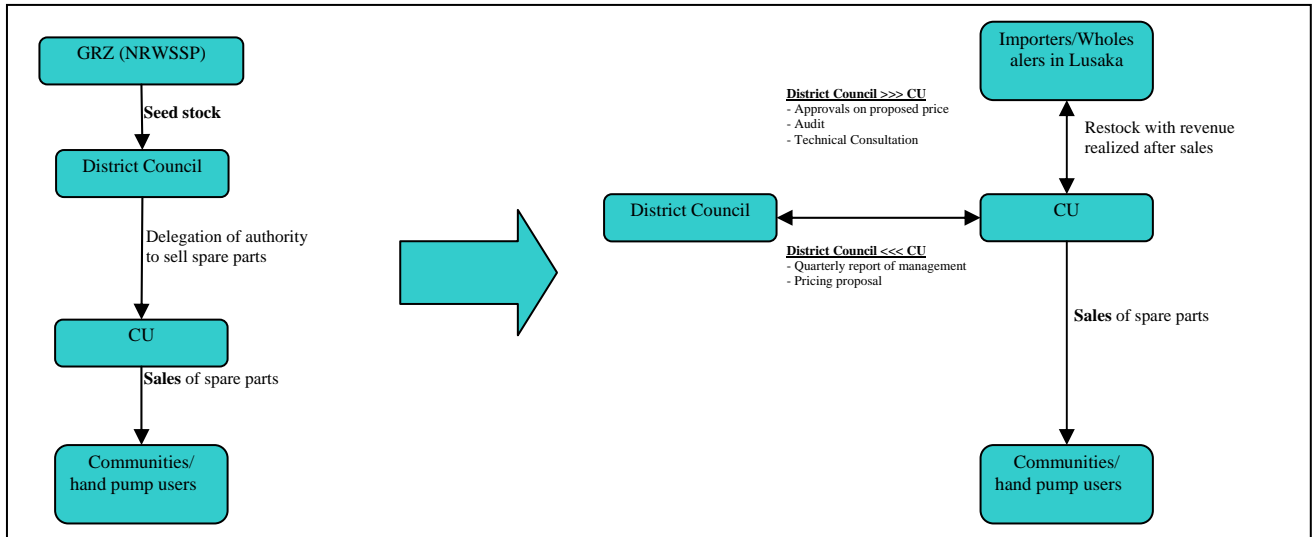 GRZ (NRWSSP)
Seed stock
District Council
Delegation of authority
to sell spare parts
CU
Sales of spare parts
Communities/
hand pump users
Importers/Wholes
alers in Lusaka
District Council >>> CU
- Approvals on proposed price
- Audit
- Technical Consultation
Restock with revenue
realized after sales
District Council
CU
District Council <<< CU
- Quarterly report of management
- Pricing proposal
Sales of spare parts
Communities/
hand pump users